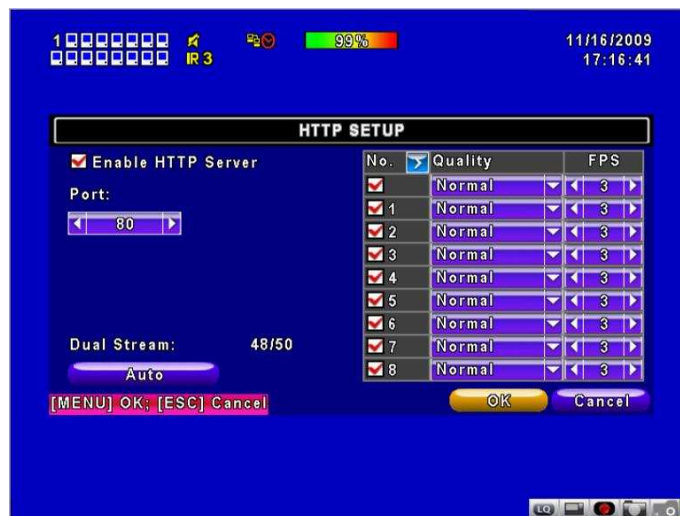 1
IR 3
99%
11/16/2009
17:16:41
HTTP SETUP
Enable HTTP Server
Port:
80
Dual Stream: 48/50
Auto
No. Quality FPS
Normal 3
1 Normal 3
2 Normal 3
3 Normal 3
4 Normal 3
5 Normal 3
6 Normal 3
7 Normal 3
8 Normal 3
[MENU] OK; [ESC] Cancel
OK
Cancel
LQ